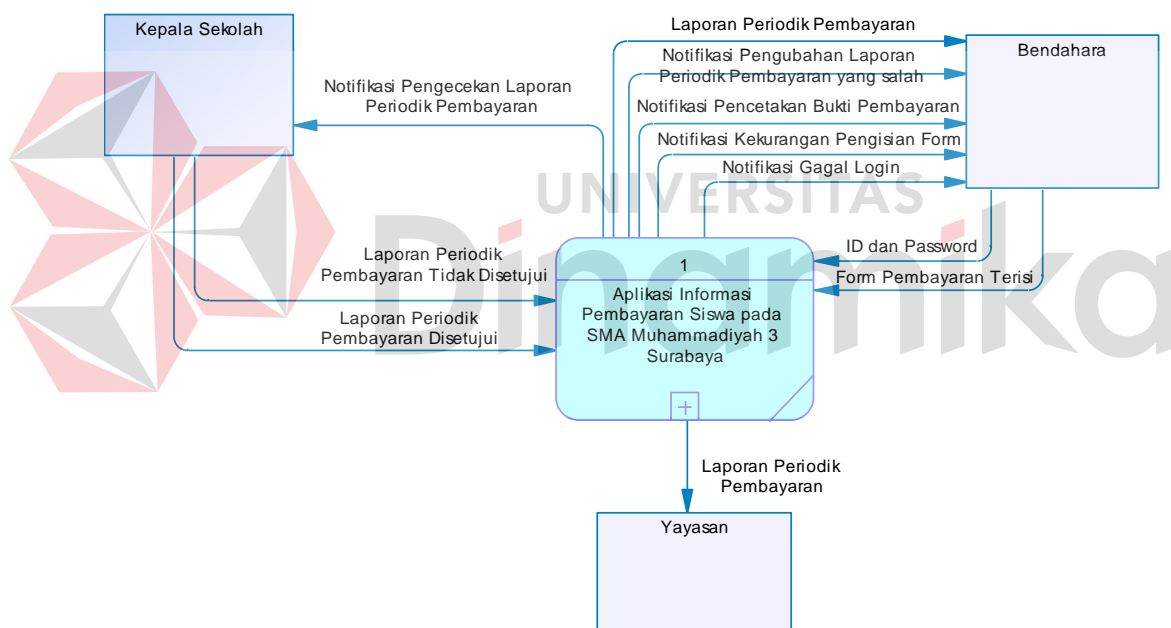 Kepala Sekolah
Laporan Periodik Pembayaran
Bendahara
Notifikasi Pengubahan Laporan
Periodik Pembayaran yang salah
Notifikasi Pengecekan Laporan
Periodik Pembayaran
Notifikasi Pencetakan Bukti Pembayaran
Notifikasi Kekurangan Pengisian Form
Notifikasi Gagal Login
UNIVERSITAS
Dinamika
ID dan Password
Form Pembayaran Terisi
Laporan Periodik
Pembayaran Tidak Disetujui
Laporan Periodik
Pembayaran Disetujui
1
Aplikasi Informasi
Pembayaran Siswa pada
SMA Muhammadiyah 3
Surabaya
+
Laporan Periodik
Pembayaran
Yayasan